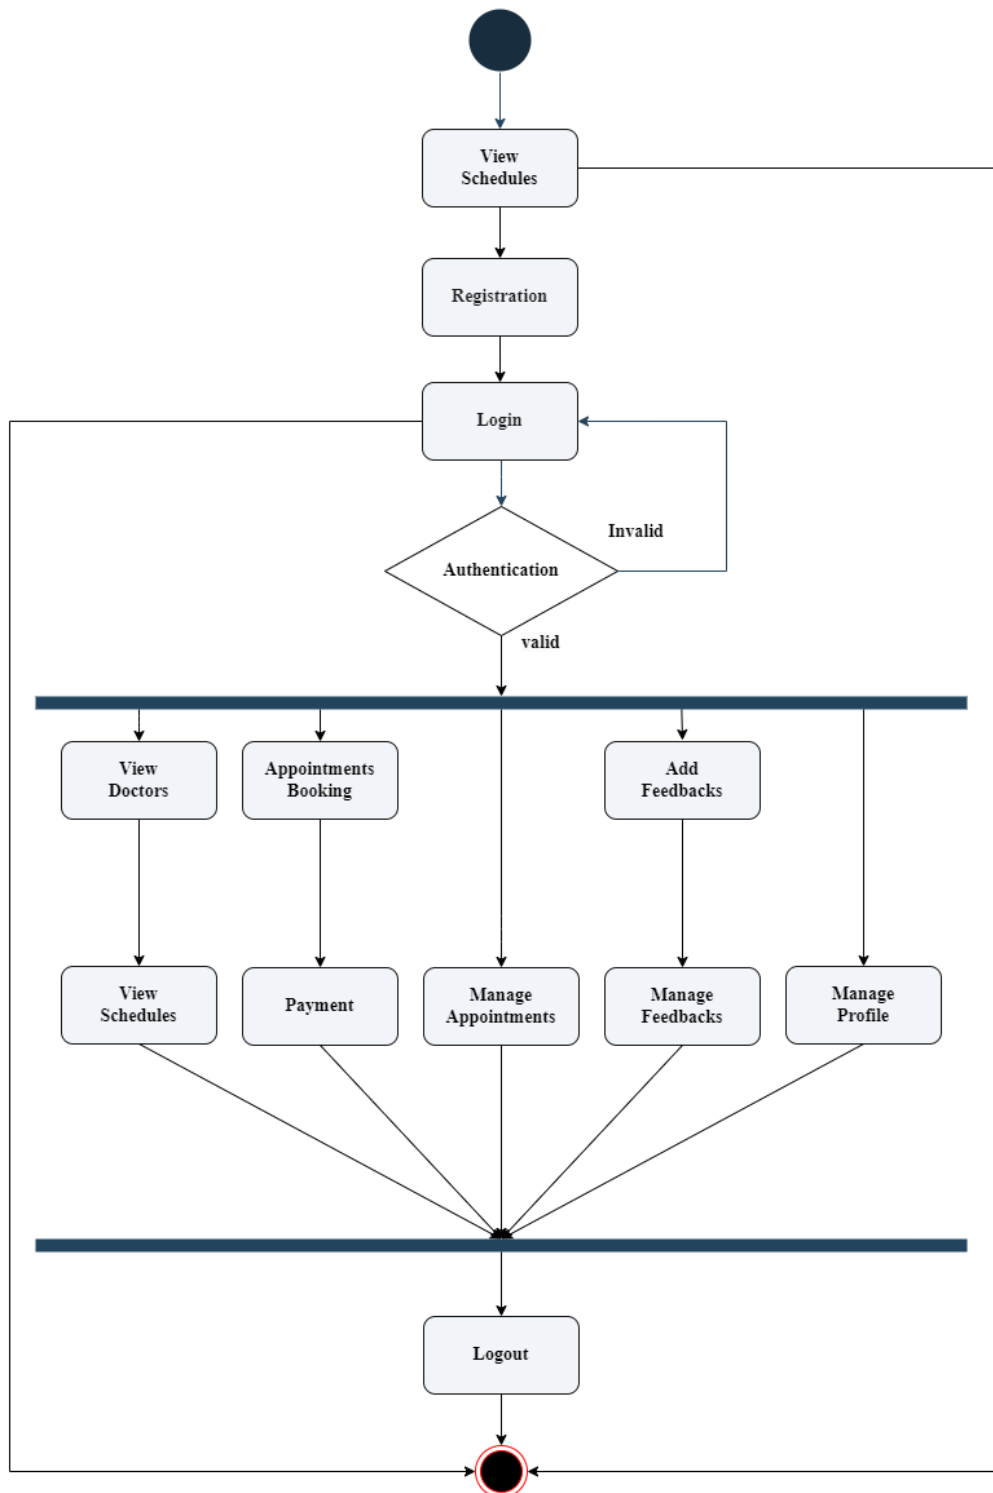 View
Schedules
Registration
Login
Invalid
Authentication
valid
View
Doctors
Appointments
Booking
Add
Feedbacks
View
Schedules
Payment
Manage
Appointments
Manage
Feedbacks
Manage
Profile
Logout